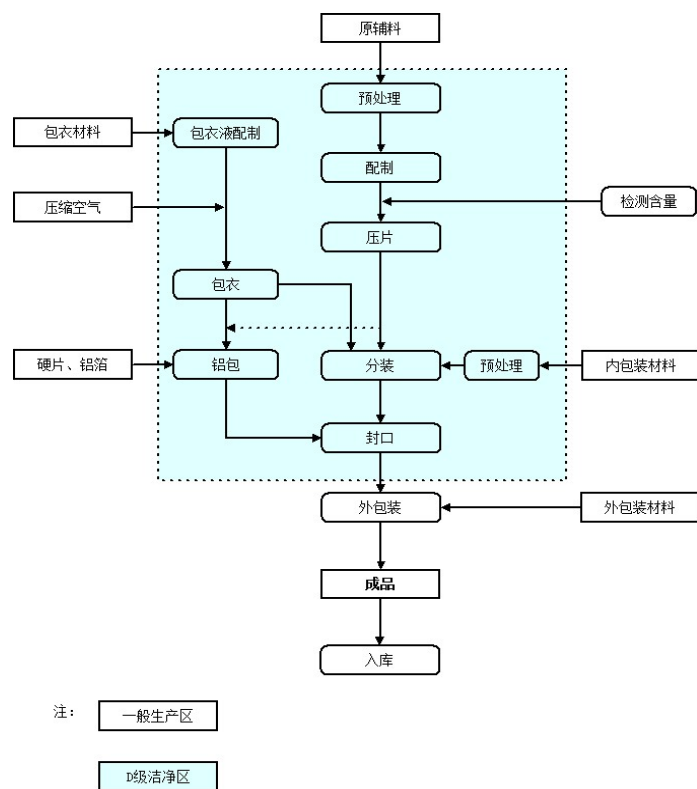 原辅料
预处理
包衣材料
包衣液配制
配制
压缩空气
检测含量
压片
包衣
硬片、铝箔
铝包
分装
预处理
内包装材料
封口
外包装
外包装材料
成品
入库
注：
一般生产区
D级洁净区